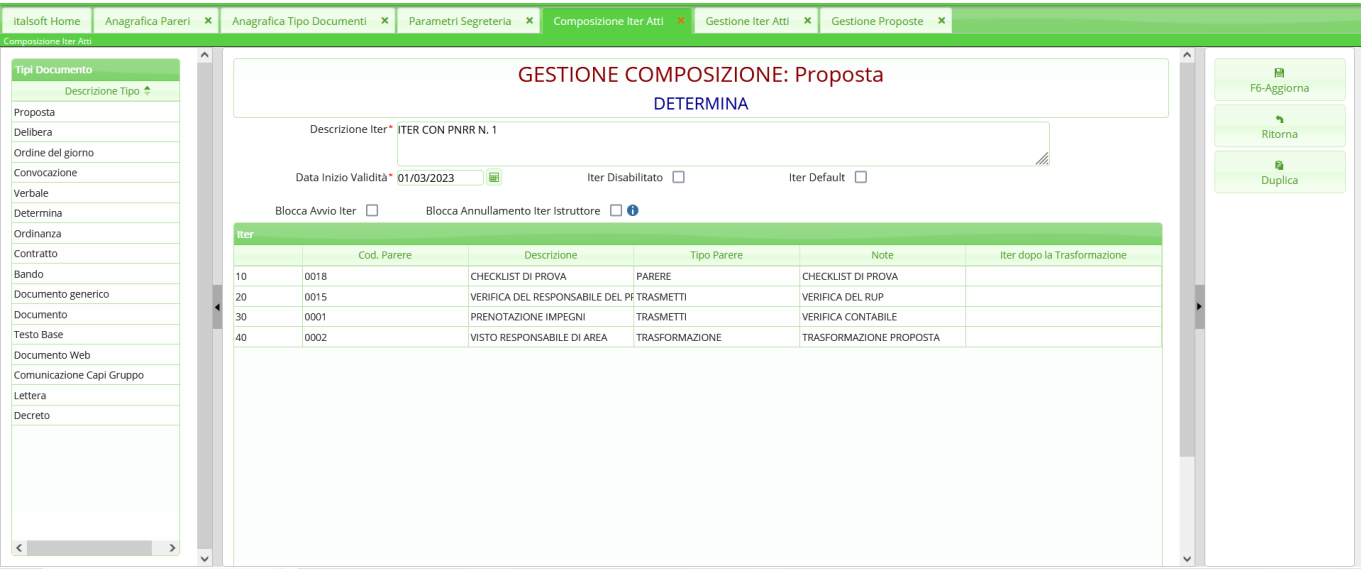 italsoft Home Anagrafica Pareri × Anagrafica Tipo Documenti × Parametri Segreteria × Composizione Iter Atti × Gestione Iter Atti × Gestione Proposte ×
Composizione Iter Atti
Tipi Documento
Descrizione Tipo
Proposta
Delibera
Ordine del giorno
Convocazione
Verbale
Determina
Ordinanza
Contratto
Bando
Documento generico
Documento
Testo Base
Documento Web
Comunicazione Capi Gruppo
Lettera
Decreto
GESTIONE COMPOSIZIONE: Proposta
DETERMINA
Descrizione Iter* ITER CON PNRR N. 1
Data Inizio Validità* 01/03/2023 Iter Disabilitato Iter Default
Blocca Avvio Iter Blocca Annullamento Iter Istruttore
Iter
Cod. Parere Descrizione Tipo Parere Note Iter dopo la Trasformazione
10 0018 CHECKLIST DI PROVA PARERE CHECKLIST DI PROVA
20 0015 VERIFICA DEL RESPONSABILE DEL PF TRASMETTI VERIFICA DEL RUP
30 0001 PRENOTAZIONE IMPEGNI TRASMETTI VERIFICA CONTABILE
40 0002 VISTO RESPONSABILE DI AREA TRASFORMAZIONE TRASFORMAZIONE PROPOSTA
F6-Aggiorna
Ritorna
Duplica